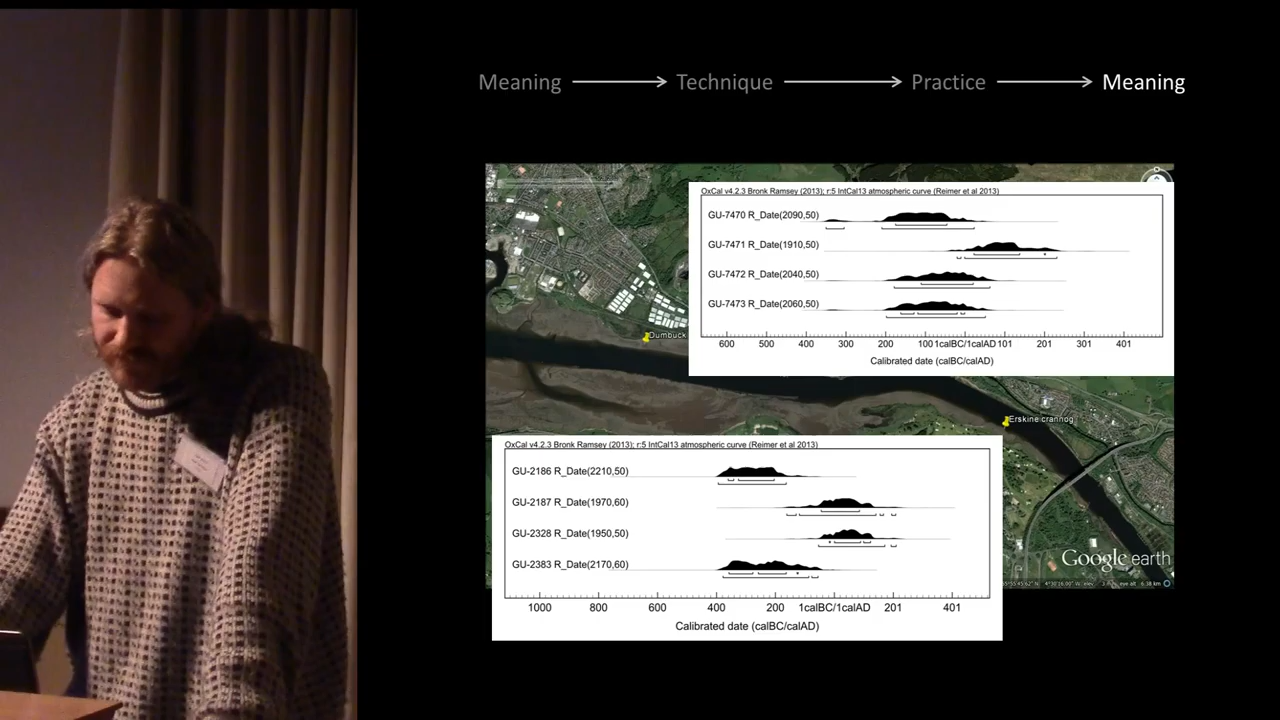 Meaning Technique Practice Meaning
OxCal v4.2.3 Bronk Ramsey (2013); r:5 IntCal13 atmospheric curve (Reimer et al 2013)
GU-7470 R_Date(2090,50)
GU-7471 R_Date(1910,50)
GU-7472 R_Date(2040,50)
GU-7473 R_Date(2060,50)
600 500 400 300 200 100 1calBC/1calAD 101 201 301 401
Calibrated date (calBC/calAD)
Dumbuck
Erskine crannog
OxCal v4.2.3 Bronk Ramsey (2013); r:5 IntCal13 atmospheric curve (Reimer et al 2013)
GU-2186 R_Date(2210,50)
GU-2187 R_Date(1970,60)
GU-2328 R_Date(1950,50)
GU-2383 R_Date(2170,60)
1000 800 600 400 200 1calBC/1calAD 201 401
Calibrated date (calBC/calAD)
Google earth